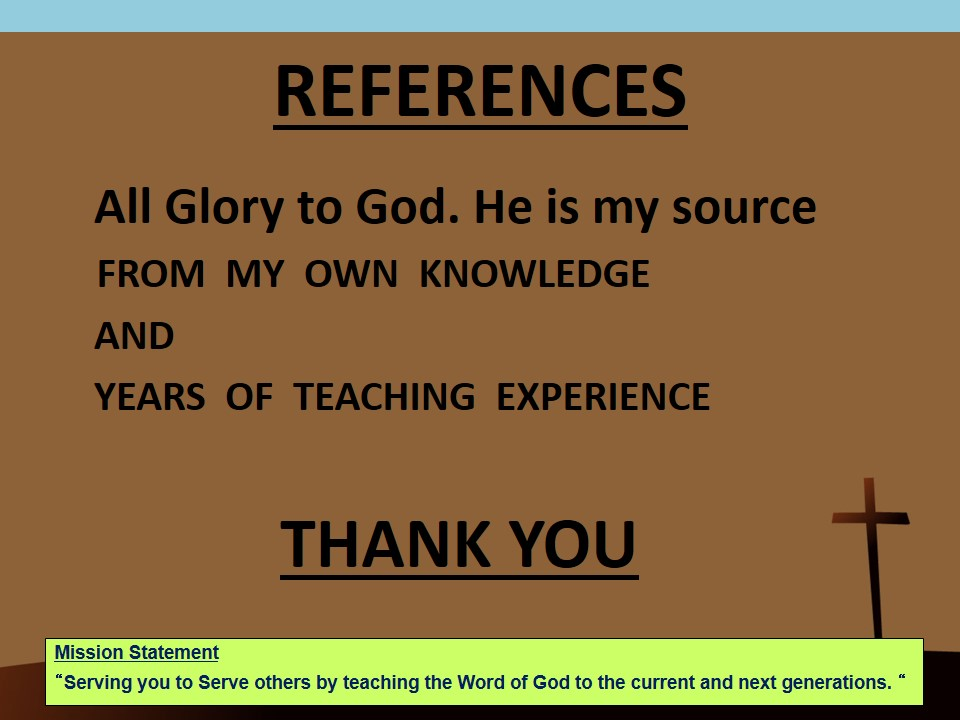 REFERENCES
All Glory to God. He is my source
FROM MY OWN KNOWLEDGE
AND
YEARS OF TEACHING EXPERIENCE
THANK YOU
Mission Statement
“Serving you to Serve others by teaching the Word of God to the current and next generations. “